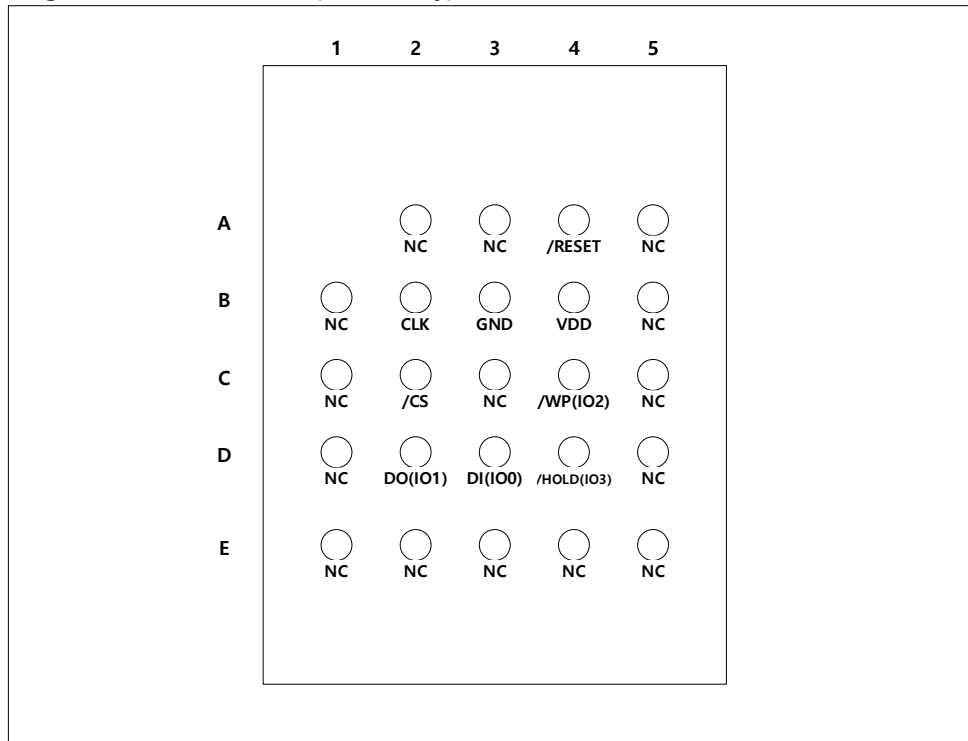 1 2 3 4 5
A
NC NC /RESET NC
B
NC CLK GND VDD NC
C
NC /CS NC /WP(IO2) NC
D
NC DO(IO1) DI(IO0) /HOLD(IO3) NC
E
NC NC NC NC NC